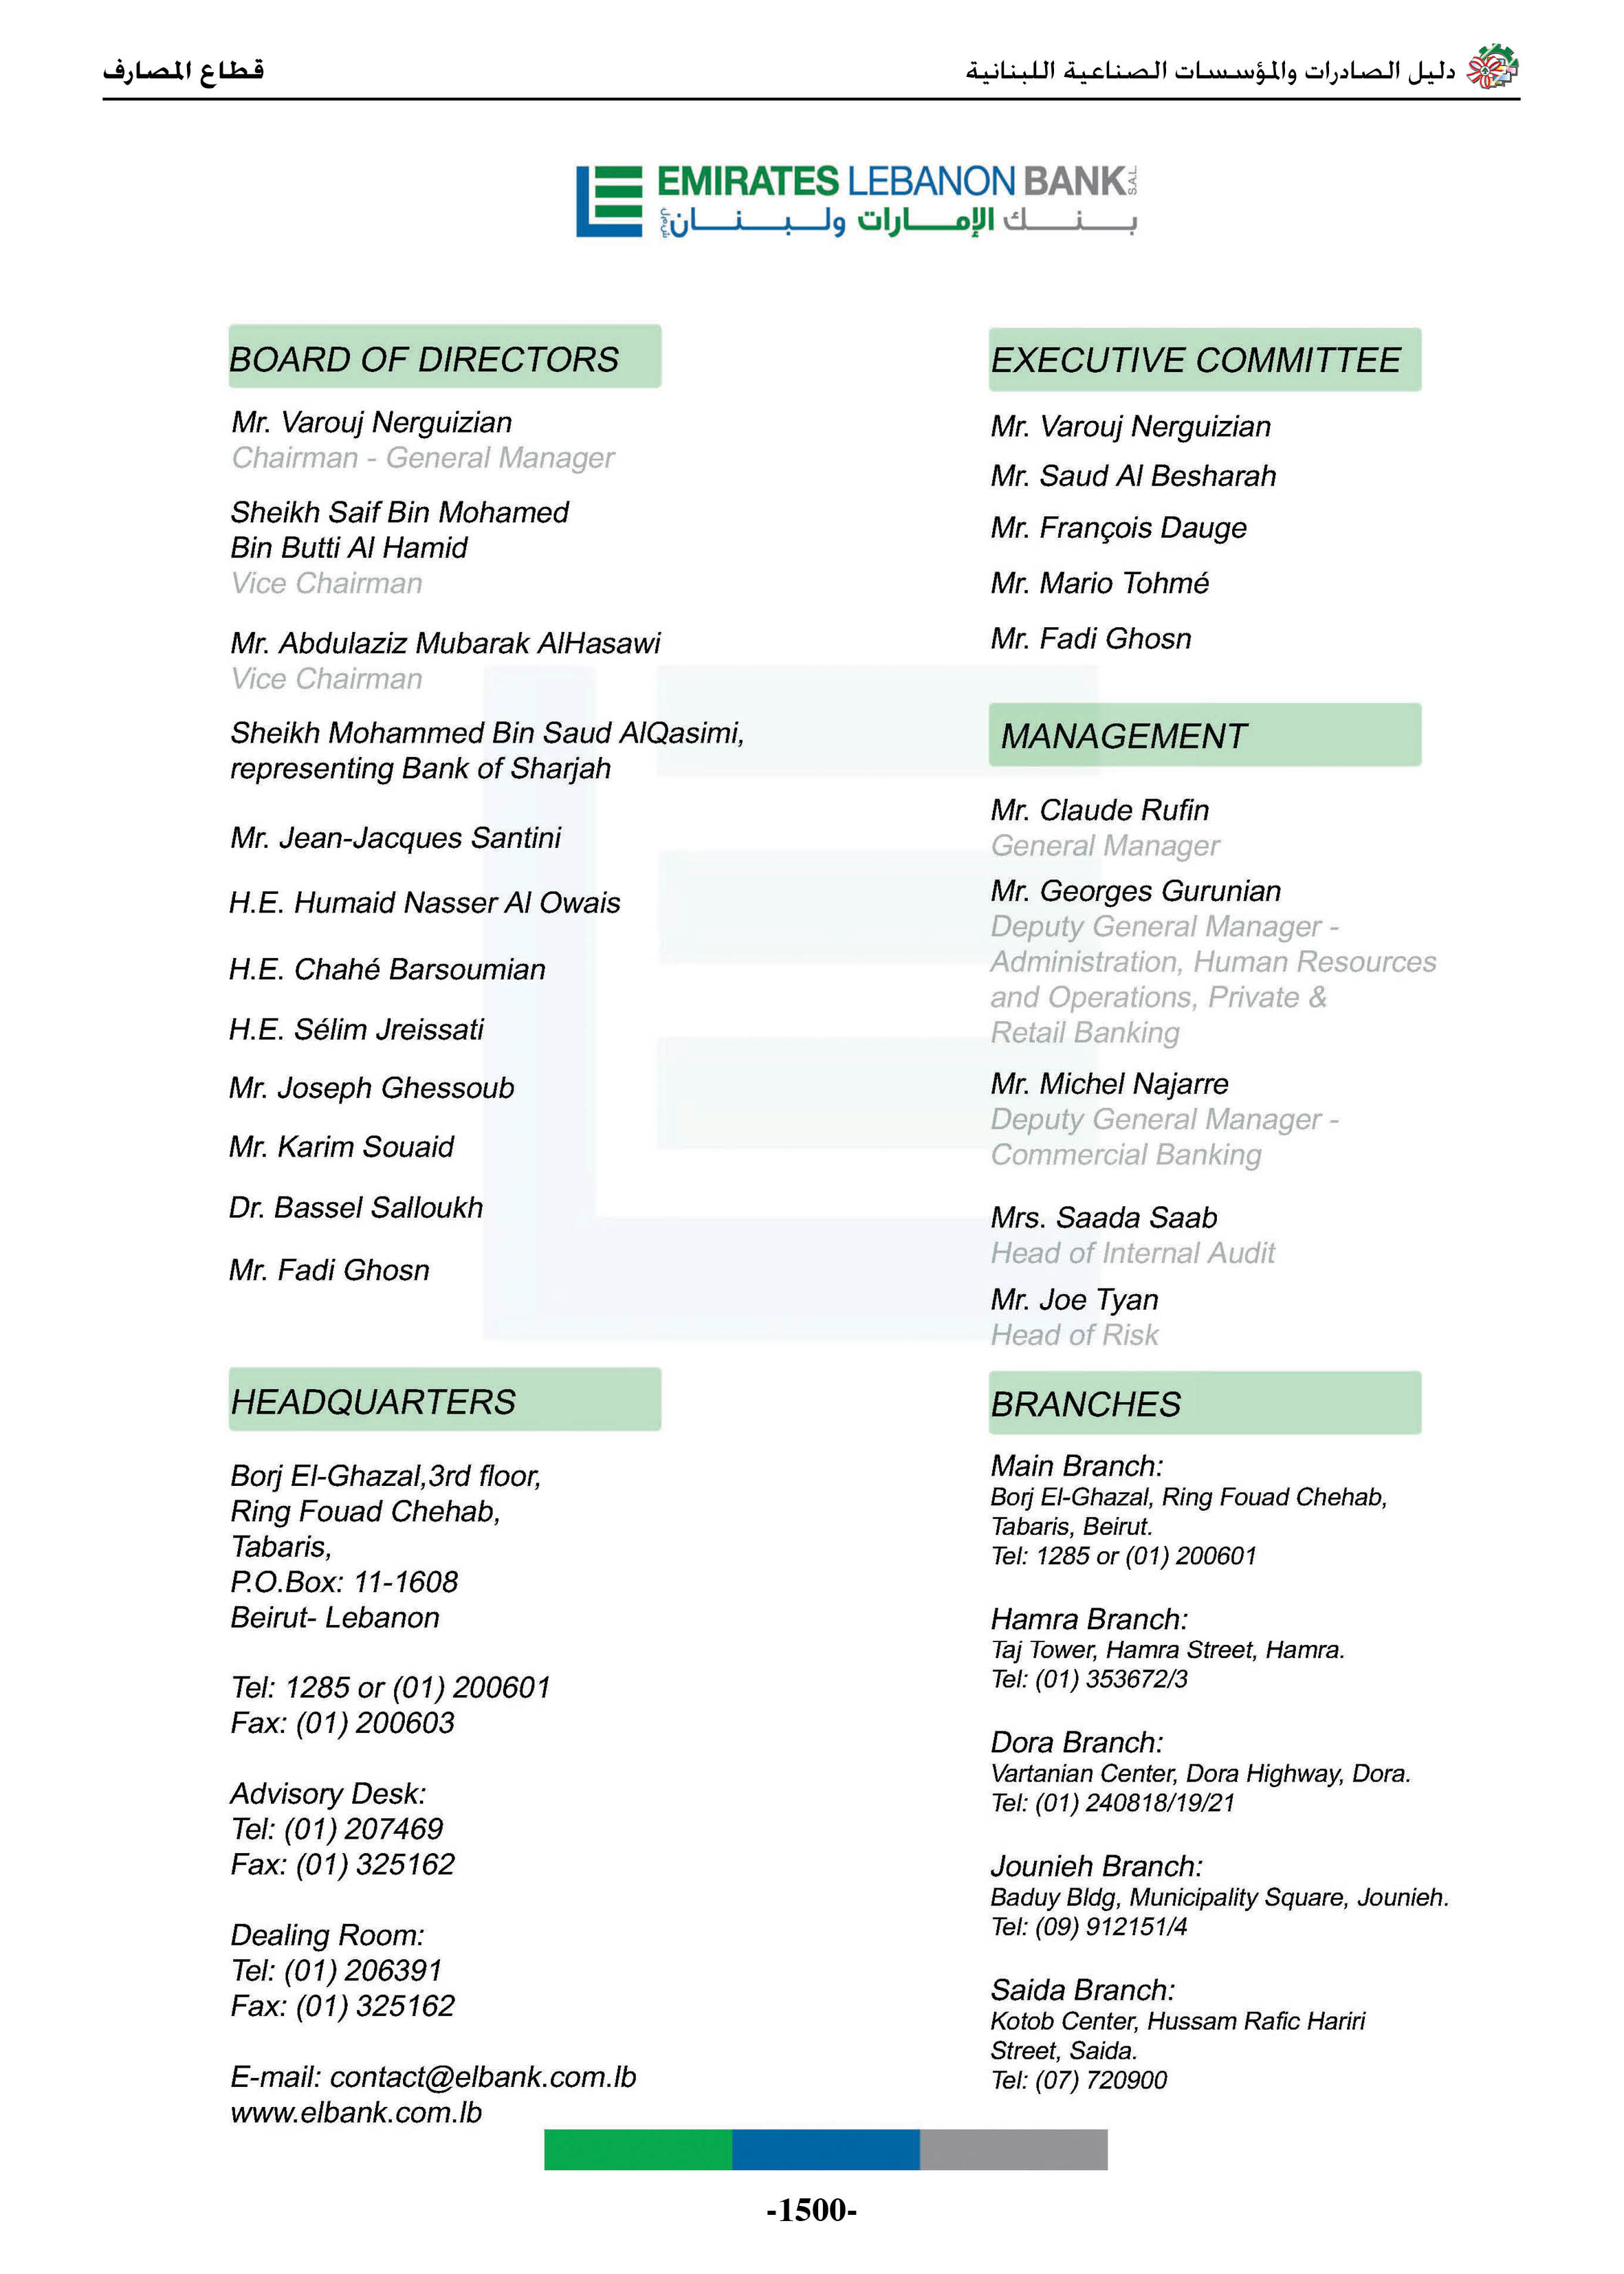 دليل الصادرات والمؤسسات الصناعية اللبنانية
قطاع المصارف
EMIRATES LEBANON BANK S.A.L.
بنك الإمارات ولبنان ش.م.ل
BOARD OF DIRECTORS
Mr. Varouj Nerguizian
Chairman - General Manager
Sheikh Saif Bin Mohamed
Bin Butti Al Hamid
Vice Chairman
Mr. Abdulaziz Mubarak AlHasawi
Vice Chairman
Sheikh Mohammed Bin Saud AlQasimi,
representing Bank of Sharjah
Mr. Jean-Jacques Santini
H.E. Humaid Nasser Al Owais
H.E. Chahé Barsoumian
H.E. Sélim Jreissati
Mr. Joseph Ghessoub
Mr. Karim Souaid
Dr. Bassel Salloukh
Mr. Fadi Ghosn
HEADQUARTERS
Borj El-Ghazal,3rd floor,
Ring Fouad Chehab,
Tabaris,
P.O.Box: 11-1608
Beirut- Lebanon
Tel: 1285 or (01) 200601
Fax: (01) 200603
Advisory Desk:
Tel: (01) 207469
Fax: (01) 325162
Dealing Room:
Tel: (01) 206391
Fax: (01) 325162
E-mail: contact@elbank.com.lb
www.elbank.com.lb
EXECUTIVE COMMITTEE
Mr. Varouj Nerguizian
Mr. Saud Al Besharah
Mr. François Dauge
Mr. Mario Tohmé
Mr. Fadi Ghosn
MANAGEMENT
Mr. Claude Rufin
General Manager
Mr. Georges Gurunian
Deputy General Manager -
Administration, Human Resources
and Operations, Private &
Retail Banking
Mr. Michel Najarre
Deputy General Manager -
Commercial Banking
Mrs. Saada Saab
Head of Internal Audit
Mr. Joe Tyan
Head of Risk
BRANCHES
Main Branch:
Borj El-Ghazal, Ring Fouad Chehab,
Tabaris, Beirut.
Tel: 1285 or (01) 200601
Hamra Branch:
Taj Tower, Hamra Street, Hamra.
Tel: (01) 353672/3
Dora Branch:
Vartanian Center, Dora Highway, Dora.
Tel: (01) 240818/19/21
Jounieh Branch:
Baduy Bldg, Municipality Square, Jounieh.
Tel: (09) 912151/4
Saida Branch:
Kotob Center, Hussam Rafic Hariri
Street, Saida.
Tel: (07) 720900
-1500-